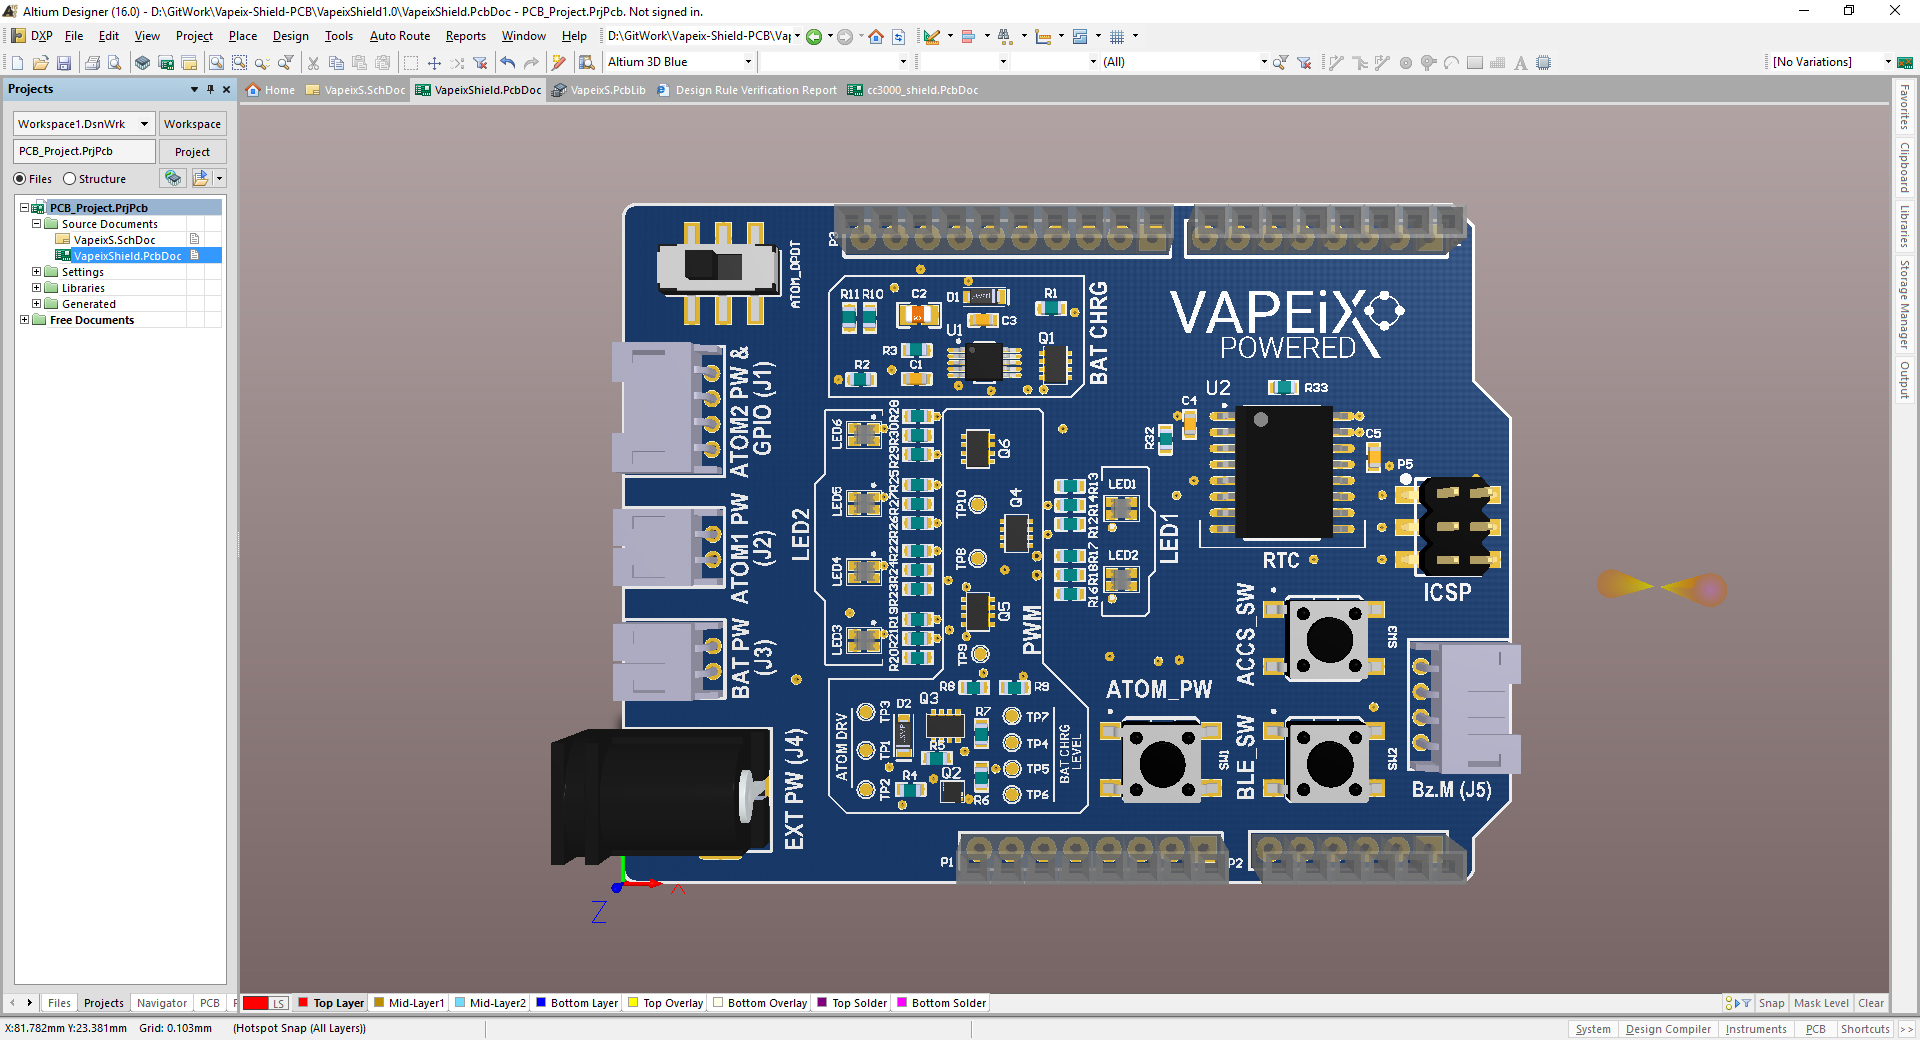 Altium Designer (16.0) - D:\GitWork\Vapeix-Shield-PCB\VapeixShield1.0\VapeixShield.PcbDoc - PCB_Project.PrjPcb. Not signed in.
DXP File Edit View Project Place Design Tools Auto Route Reports Window Help D:\GitWork\Vapeix-Shield-PCB\Vap
Altium 3D Blue (All) [No Variations]
Projects
Home VapeixS.SchDoc VapeixShield.PcbDoc VapeixS.PcbLib Design Rule Verification Report cc3000_shield.PcbDoc
Workspace1.DsnWrk Workspace
PCB_Project.PrjPcb Project
Files Structure
PCB_Project.PrjPcb
Source Documents
VapeixS.SchDoc
VapeixShield.PcbDoc
Settings
Libraries
Generated
Free Documents
Favorites
Clipboard
Libraries
Storage Manager
Output
P3
ATOM_DPDT
R11 R10 C2 D1 R1
C3
U1
Q1
R3
R2 C1
BAT CHRG
VAPEiX
POWERED
U2 R33
C4
R32
C5
P5
RTC
ICSP
ATOM2 PW &
GPIO (J1)
ATOM1 PW
(J2)
BAT PW
(J3)
EXT PW (J4)
LED2
LED6
LED5
LED4
LED3
R28
R30
R29
R25
R27
R26
R22
R24
R23
R19
R21
R20
Q6
TP10
Q4
TP8
Q5
TP9
PWM
R13
R14
R12
R17
R18
R16
LED1
LED2
LED1
ACCS_SW
SW3
ATOM_PW
SW1
BLE_SW
SW2
Bz.M (J5)
R8 R9
ATOM DRV
TP3
TP1
TP2
D2
Q3
R5
R4
Q2
R7
R6
TP7
TP4
TP5
TP6
BAT CHRG
LEVEL
P1 P2
Z
Files Projects Navigator PCB
LS Top Layer Mid-Layer1 Mid-Layer2 Bottom Layer Top Overlay Bottom Overlay Top Solder Bottom Solder
Snap Mask Level Clear
X:81.782mm Y:23.381mm Grid: 0.103mm (Hotspot Snap (All Layers))
System Design Compiler Instruments PCB Shortcuts >>